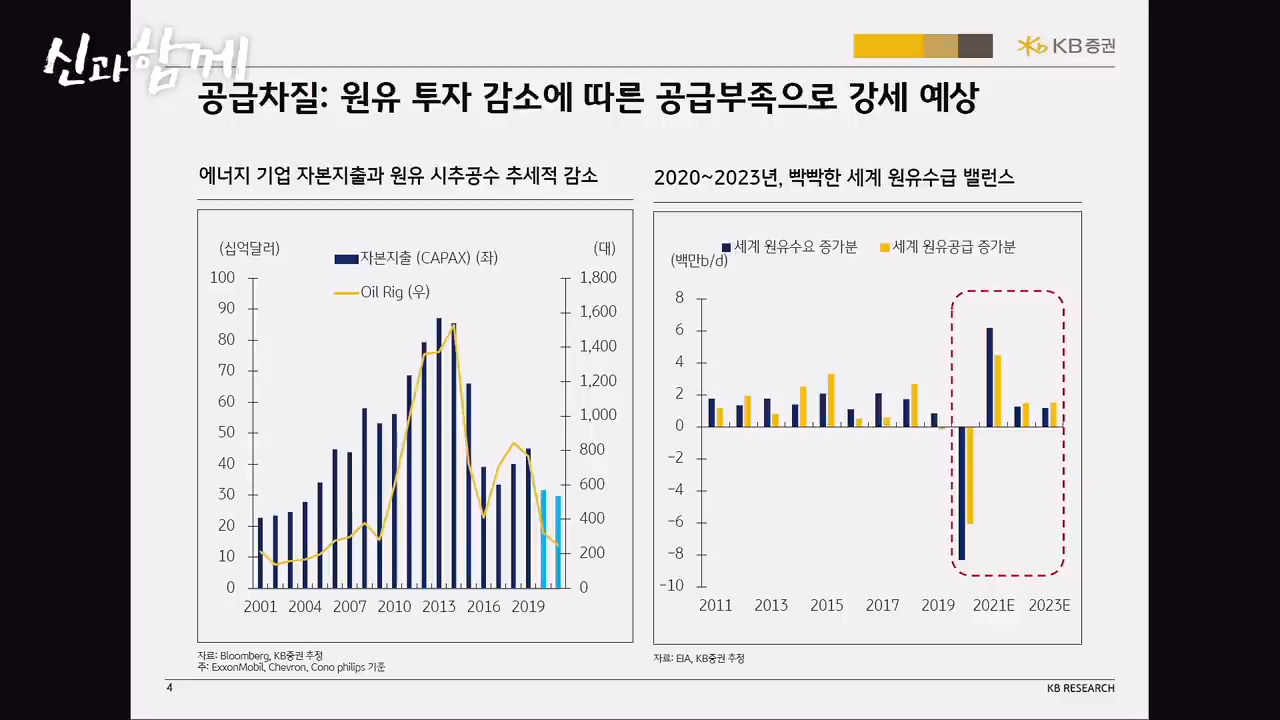 신과함께
KB증권
공급차질: 원유 투자 감소에 따른 공급부족으로 강세 예상
에너지 기업 자본지출과 원유 시추공수 추세적 감소
(십억달러)
(대)
자본지출 (CAPAX) (좌)
Oil Rig (우)
100
90
80
70
60
50
40
30
20
10
0
1,800
1,600
1,400
1,200
1,000
800
600
400
200
0
2001 2004 2007 2010 2013 2016 2019
자료: Bloomberg, KB증권 추정
주: ExxonMobil, Chevron, Cono philips 기준
2020~2023년, 빡빡한 세계 원유수급 밸런스
세계 원유수요 증가분 세계 원유공급 증가분
(백만b/d)
8
6
4
2
0
-2
-4
-6
-8
-10
2011 2013 2015 2017 2019 2021E 2023E
자료: EIA, KB증권 추정
4
KB RESEARCH